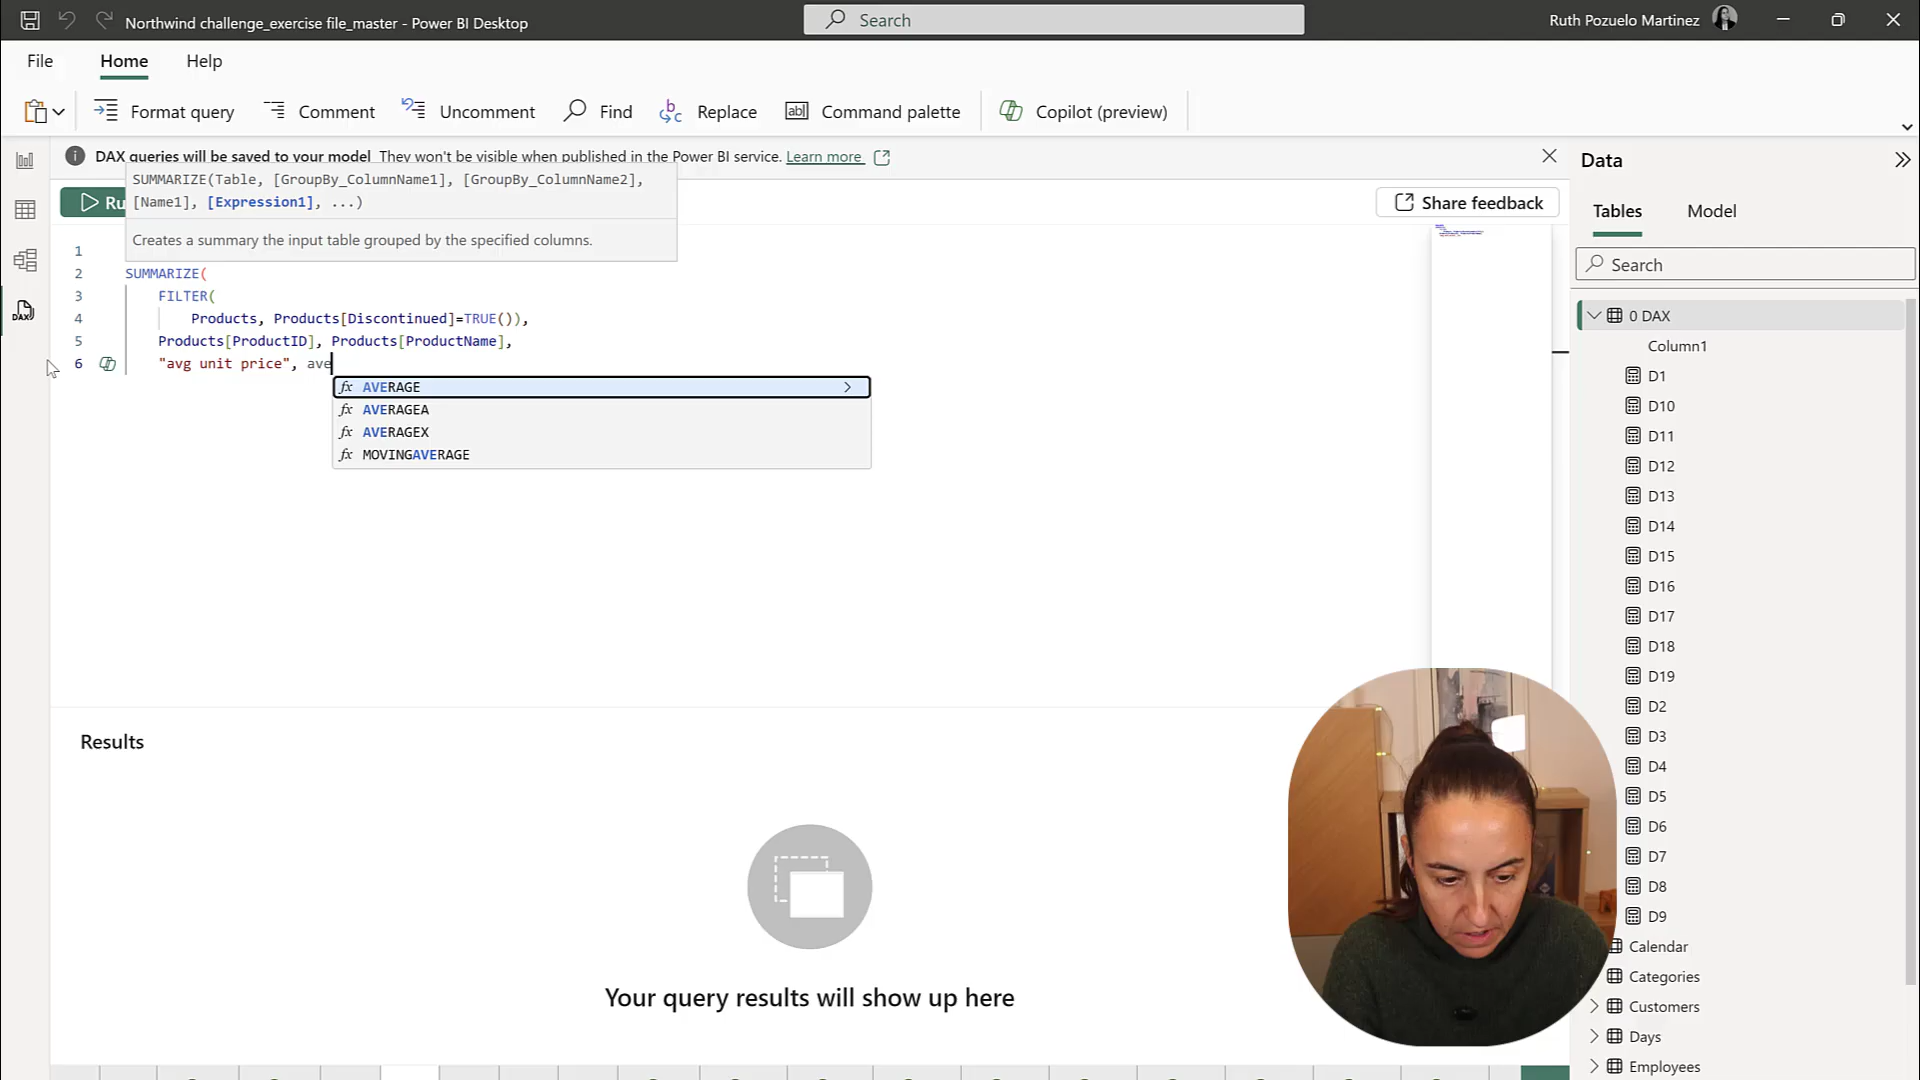 Northwind challenge_exercise file_master - Power BI Desktop
Search
Ruth Pozuelo Martinez
File
Home
Help
Format query
Comment
Uncomment
Find
Replace
Command palette
Copilot (preview)
DAX queries will be saved to your model They won't be visible when published in the Power BI service. Learn more
SUMMARIZE(Table, [GroupBy_ColumnName1], [GroupBy_ColumnName2],
[Name1], [Expression1], ...)
Creates a summary the input table grouped by the specified columns.
Ru
Share feedback
1
2 SUMMARIZE(
3 FILTER(
4 Products, Products[Discontinued]=TRUE()),
5 Products[ProductID], Products[ProductName],
6 "avg unit price", ave
fx AVERAGE
fx AVERAGEA
fx AVERAGEX
fx MOVINGAVERAGE
Results
Your query results will show up here
Data
Tables
Model
Search
0 DAX
Column1
D1
D10
D11
D12
D13
D14
D15
D16
D17
D18
D19
D2
D3
D4
D5
D6
D7
D8
D9
Calendar
Categories
Customers
Days
Employees
DAX